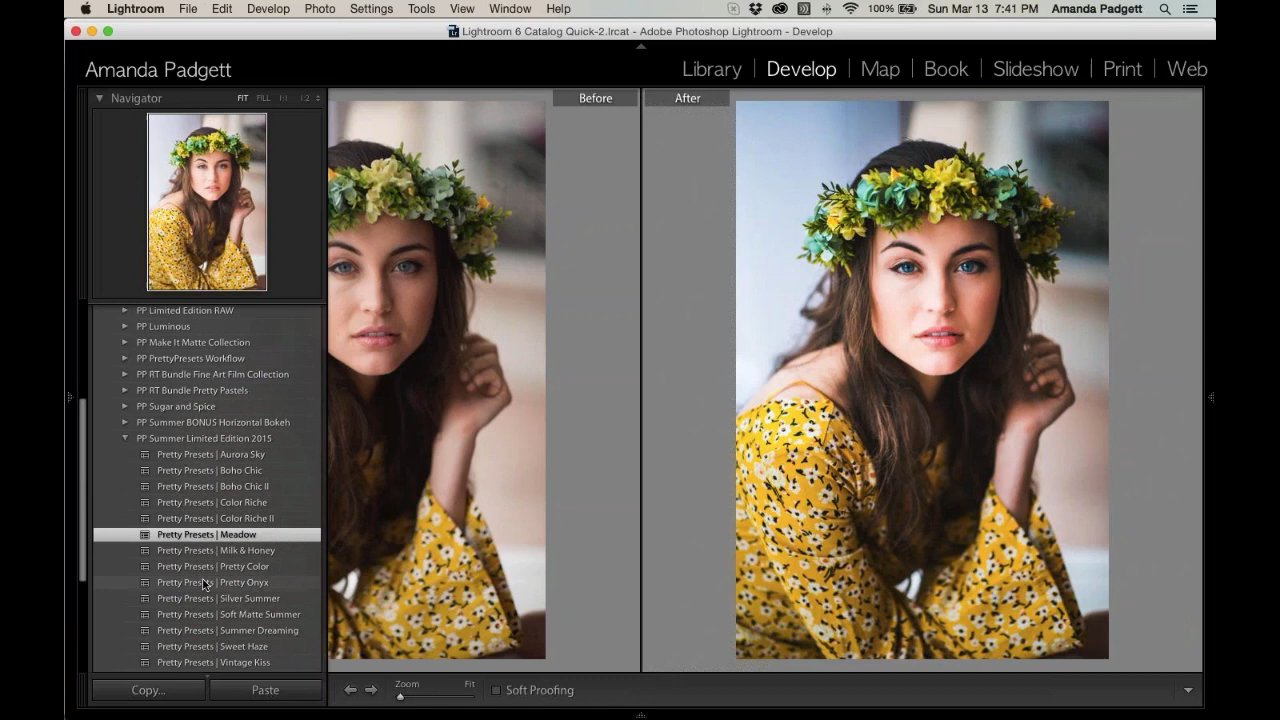 Lightroom File Edit Develop Photo Settings Tools View Window Help 100% Sun Mar 13 7:41 PM Amanda Padgett
Lightroom 6 Catalog Quick-2.lrcat - Adobe Photoshop Lightroom - Develop
Amanda Padgett Library | Develop | Map | Book | Slideshow | Print | Web
Navigator FIT FILL 1:1 1:2
Before After
PP Limited Edition RAW
PP Luminous
PP Make It Matte Collection
PP PrettyPresets Workflow
PP RT Bundle Fine Art Film Collection
PP RT Bundle Pretty Pastels
PP Sugar and Spice
PP Summer BONUS Horizontal Bokeh
PP Summer Limited Edition 2015
Pretty Presets | Aurora Sky
Pretty Presets | Boho Chic
Pretty Presets | Boho Chic II
Pretty Presets | Color Riche
Pretty Presets | Color Riche II
Pretty Presets | Meadow
Pretty Presets | Milk & Honey
Pretty Presets | Pretty Color
Pretty Presets | Pretty Onyx
Pretty Presets | Silver Summer
Pretty Presets | Soft Matte Summer
Pretty Presets | Summer Dreaming
Pretty Presets | Sweet Haze
Pretty Presets | Vintage Kiss
Copy... Paste Zoom Fit Soft Proofing